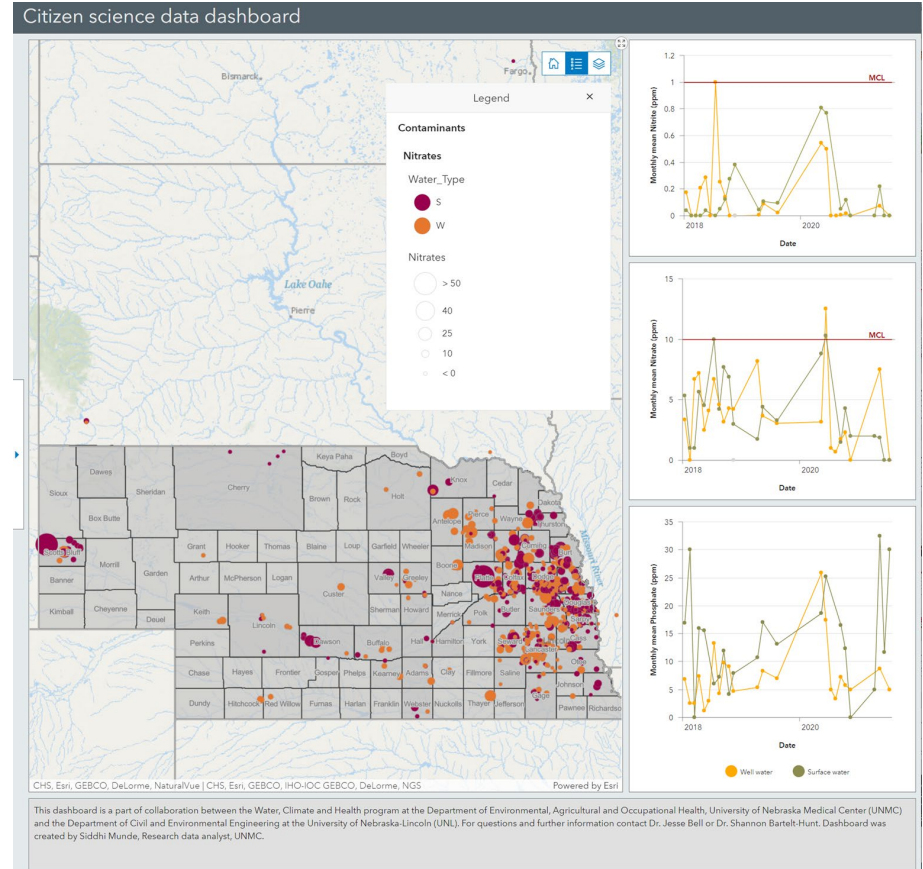 Citizen science data dashboard
Bismarck
Fargo
Legend
×
Contaminants
Nitrates
Water_Type
S
W
Nitrates
> 50
40
25
10
< 0
Lake Oahe
Pierre
Missouri River
Keya Paha
Boyd
Knox
Cedar
Dakota
Sioux
Dawes
Sheridan
Cherry
Brown
Rock
Holt
Antelope
Pierce
Wayne
Thurston
Box Butte
Grant
Hooker
Thomas
Blaine
Loup
Garfield
Wheeler
Madison
Cuming
Burt
Scotts Bluff
Morrill
Garden
Arthur
McPherson
Logan
Custer
Valley
Greeley
Boone
Platte
Colfax
Dodge
Banner
Kimball
Cheyenne
Deuel
Keith
Lincoln
Sherman
Howard
Nance
Merrick
Polk
Butler
Saunders
Perkins
Dawson
Buffalo
Hall
Hamilton
York
Seward
Lancaster
Cass
Otoe
Chase
Hayes
Frontier
Gosper
Phelps
Kearney
Adams
Clay
Fillmore
Saline
Johnson
Dundy
Hitchcock
Red Willow
Furnas
Harlan
Franklin
Webster
Nuckolls
Thayer
Jefferson
Gage
Pawnee
Richardso
CHS, Esri, GEBCO, DeLorme, NaturalVue | CHS, Esri, GEBCO, IHO-IOC GEBCO, DeLorme, NGS
Powered by Esri
Monthly mean Nitrite (ppm)
1.2
1
0.8
0.6
0.4
0.2
0
MCL
2018
2020
Date
Monthly mean Nitrate (ppm)
15
10
5
0
MCL
2018
2020
Date
Monthly mean Phosphate (ppm)
35
30
25
20
15
10
5
0
2018
2020
Date
Well water
Surface water
This dashboard is a part of collaboration between the Water, Climate and Health program at the Department of Environmental, Agricultural and Occupational Health, University of Nebraska Medical Center (UNMC)
and the Department of Civil and Environmental Engineering at the University of Nebraska-Lincoln (UNL). For questions and further information contact Dr. Jesse Bell or Dr. Shannon Bartelt-Hunt. Dashboard was
created by Siddhi Munde, Research data analyst, UNMC.